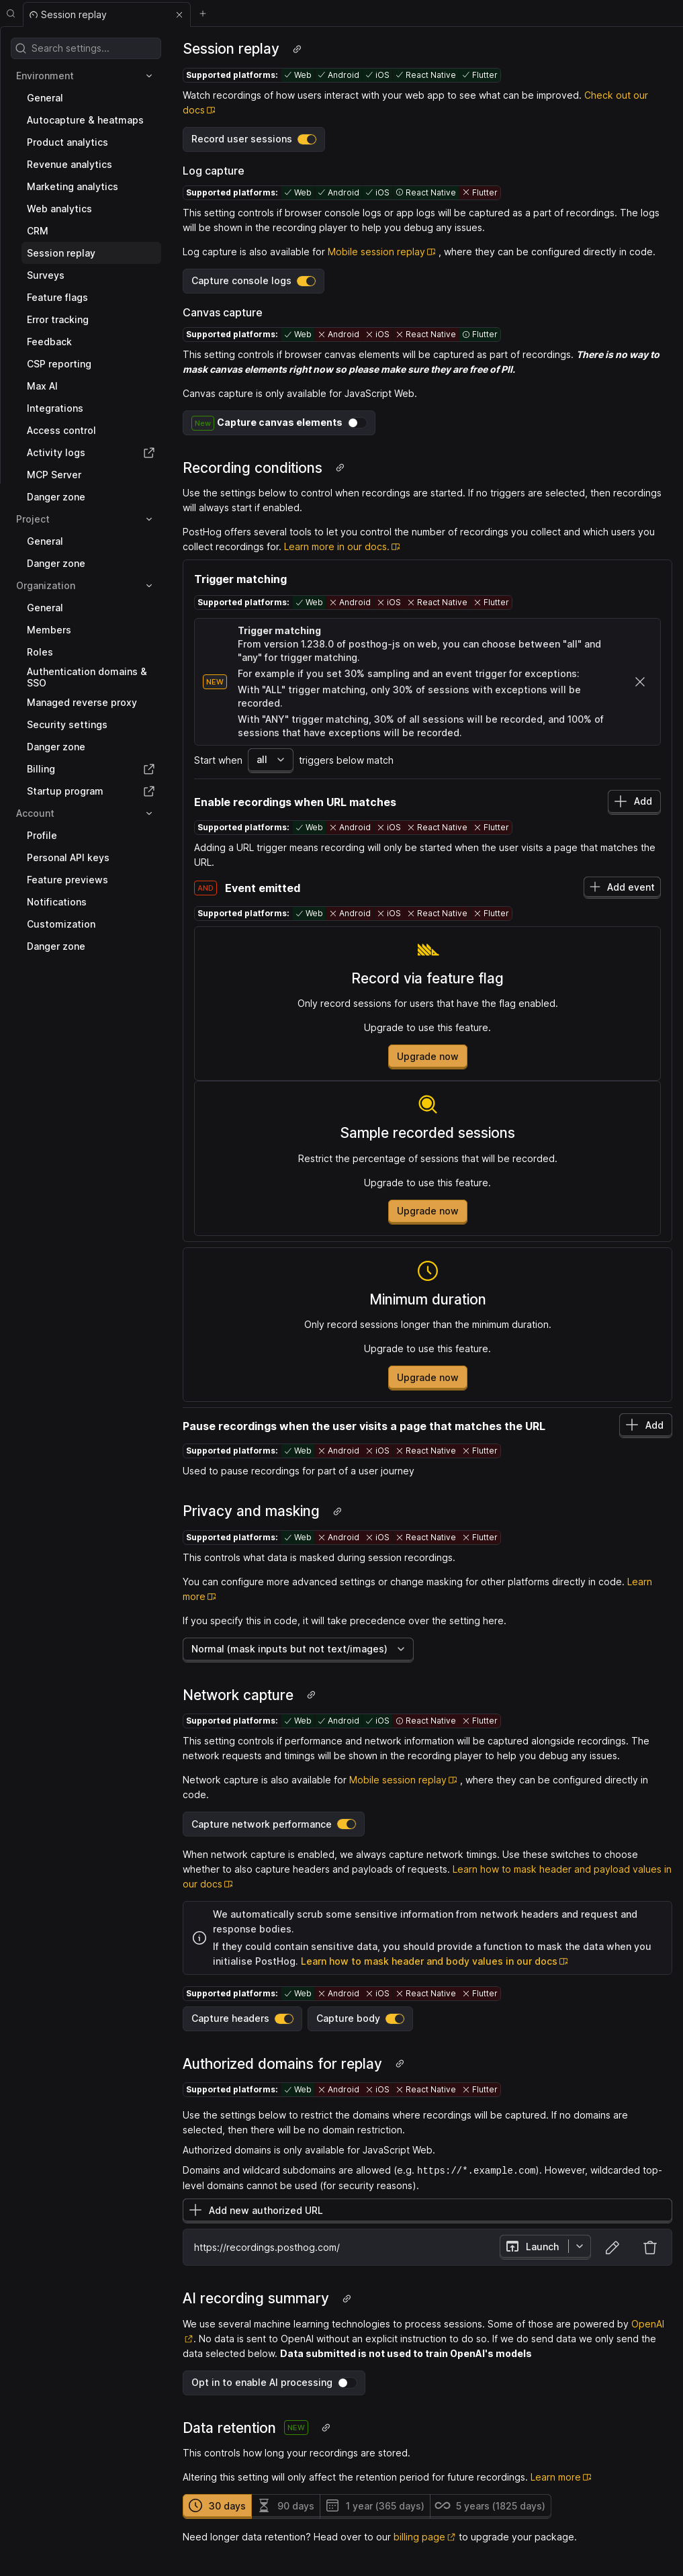 Session replay
Search settings...
Environment
General
Autocapture & heatmaps
Product analytics
Revenue analytics
Marketing analytics
Web analytics
CRM
Session replay
Surveys
Feature flags
Error tracking
Feedback
CSP reporting
Max AI
Integrations
Access control
Activity logs
MCP Server
Danger zone
Project
General
Danger zone
Organization
General
Members
Roles
Authentication domains &
SSO
Managed reverse proxy
Security settings
Danger zone
Billing
Startup program
Account
Profile
Personal API keys
Feature previews
Notifications
Customization
Danger zone
Session replay
Supported platforms: Web Android iOS React Native Flutter
Watch recordings of how users interact with your web app to see what can be improved. Check out our
docs
Record user sessions
Log capture
Supported platforms: Web Android iOS React Native Flutter
This setting controls if browser console logs or app logs will be captured as a part of recordings. The logs
will be shown in the recording player to help you debug any issues.
Log capture is also available for Mobile session replay , where they can be configured directly in code.
Capture console logs
Canvas capture
Supported platforms: Web Android iOS React Native Flutter
This setting controls if browser canvas elements will be captured as part of recordings. There is no way to
mask canvas elements right now so please make sure they are free of PII.
Canvas capture is only available for JavaScript Web.
New Capture canvas elements
Recording conditions
Use the settings below to control when recordings are started. If no triggers are selected, then recordings
will always start if enabled.
PostHog offers several tools to let you control the number of recordings you collect and which users you
collect recordings for. Learn more in our docs.
Trigger matching
Supported platforms: Web Android iOS React Native Flutter
NEW
Trigger matching
From version 1.238.0 of posthog-js on web, you can choose between "all" and
"any" for trigger matching.
For example if you set 30% sampling and an event trigger for exceptions:
With "ALL" trigger matching, only 30% of sessions with exceptions will be
recorded.
With "ANY" trigger matching, 30% of all sessions will be recorded, and 100% of
sessions that have exceptions will be recorded.
Start when all triggers below match
Enable recordings when URL matches Add
Supported platforms: Web Android iOS React Native Flutter
Adding a URL trigger means recording will only be started when the user visits a page that matches the
URL.
AND Event emitted Add event
Supported platforms: Web Android iOS React Native Flutter
Record via feature flag
Only record sessions for users that have the flag enabled.
Upgrade to use this feature.
Upgrade now
Sample recorded sessions
Restrict the percentage of sessions that will be recorded.
Upgrade to use this feature.
Upgrade now
Minimum duration
Only record sessions longer than the minimum duration.
Upgrade to use this feature.
Upgrade now
Pause recordings when the user visits a page that matches the URL Add
Supported platforms: Web Android iOS React Native Flutter
Used to pause recordings for part of a user journey
Privacy and masking
Supported platforms: Web Android iOS React Native Flutter
This controls what data is masked during session recordings.
You can configure more advanced settings or change masking for other platforms directly in code. Learn
more
If you specify this in code, it will take precedence over the setting here.
Normal (mask inputs but not text/images)
Network capture
Supported platforms: Web Android iOS React Native Flutter
This setting controls if performance and network information will be captured alongside recordings. The
network requests and timings will be shown in the recording player to help you debug any issues.
Network capture is also available for Mobile session replay , where they can be configured directly in
code.
Capture network performance
When network capture is enabled, we always capture network timings. Use these switches to choose
whether to also capture headers and payloads of requests. Learn how to mask header and payload values in
our docs
We automatically scrub some sensitive information from network headers and request and
response bodies.
If they could contain sensitive data, you should provide a function to mask the data when you
initialise PostHog. Learn how to mask header and body values in our docs
Supported platforms: Web Android iOS React Native Flutter
Capture headers Capture body
Authorized domains for replay
Supported platforms: Web Android iOS React Native Flutter
Use the settings below to restrict the domains where recordings will be captured. If no domains are
selected, then there will be no domain restriction.
Authorized domains is only available for JavaScript Web.
Domains and wildcard subdomains are allowed (e.g. https://*.example.com). However, wildcarded top-
level domains cannot be used (for security reasons).
Add new authorized URL
https://recordings.posthog.com/ Launch
AI recording summary
We use several machine learning technologies to process sessions. Some of those are powered by OpenAI
. No data is sent to OpenAI without an explicit instruction to do so. If we do send data we only send the
data selected below. Data submitted is not used to train OpenAI's models
Opt in to enable AI processing
Data retention NEW
This controls how long your recordings are stored.
Altering this setting will only affect the retention period for future recordings. Learn more
30 days 90 days 1 year (365 days) 5 years (1825 days)
Need longer data retention? Head over to our billing page to upgrade your package.